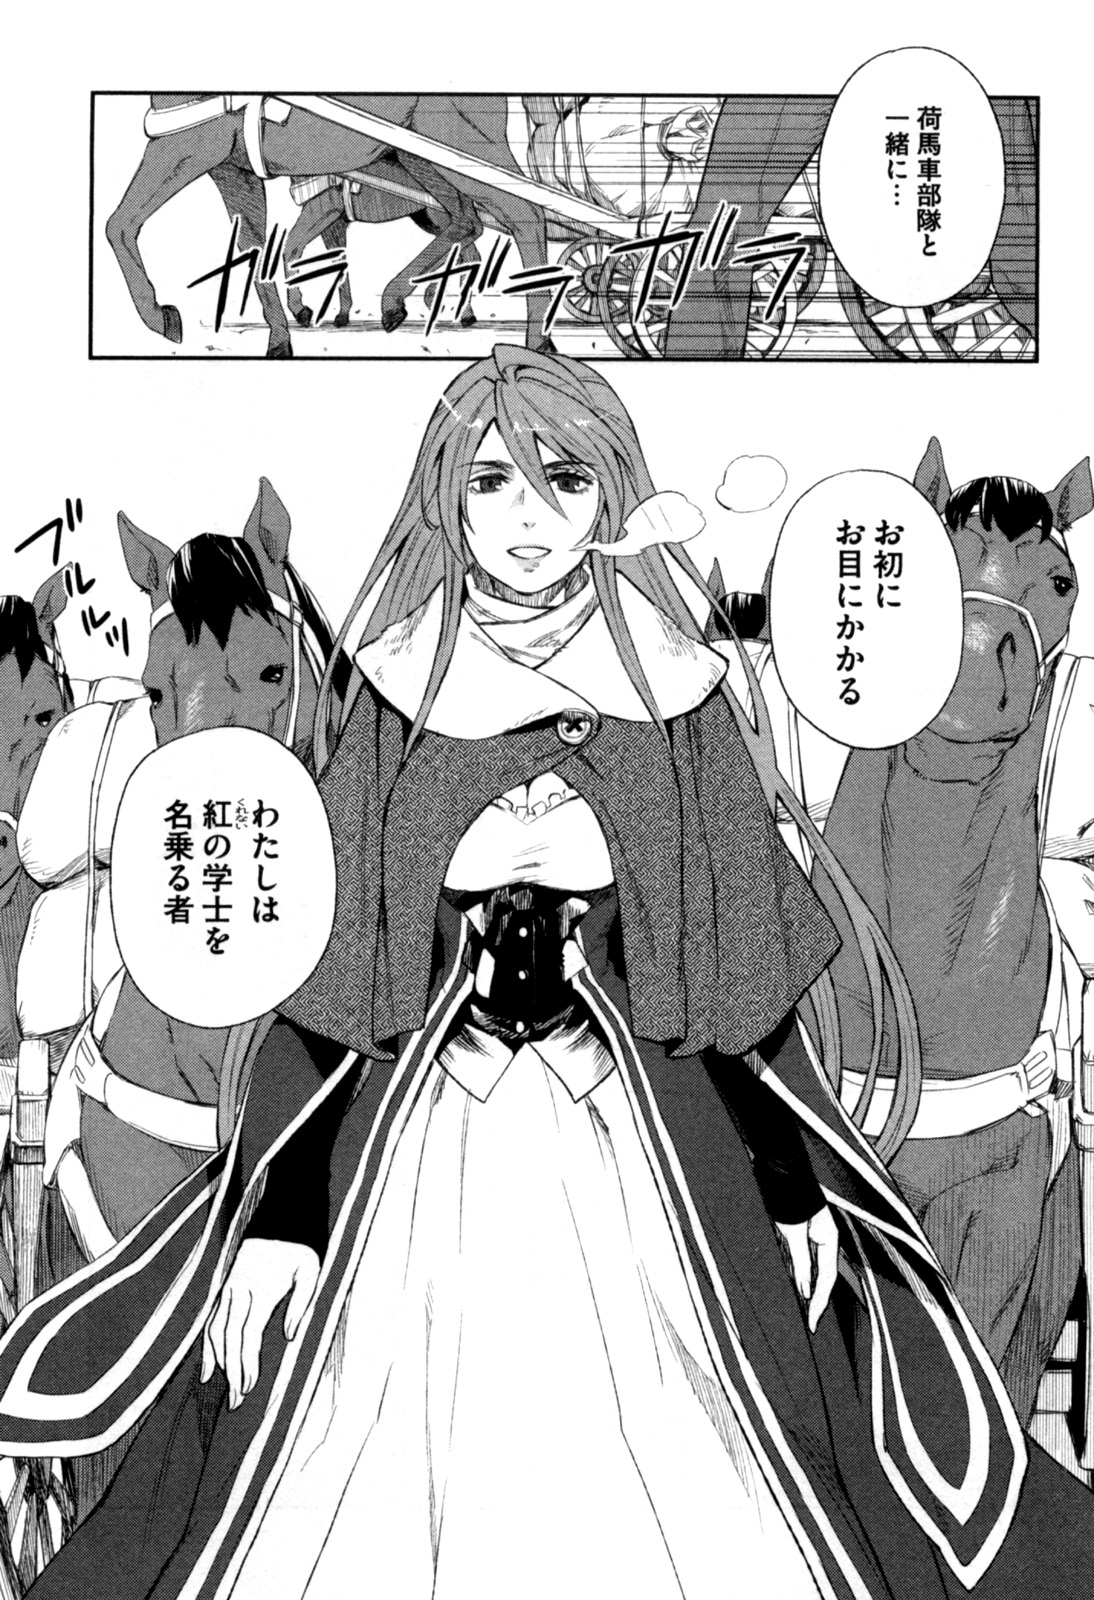 荷馬車部隊と
一緒に…
ガラ
ガラ
ガラ
お初に
お目にかかる
ブル
ブルルッ
わたしは
紅の学士を
くれない
名乗る者